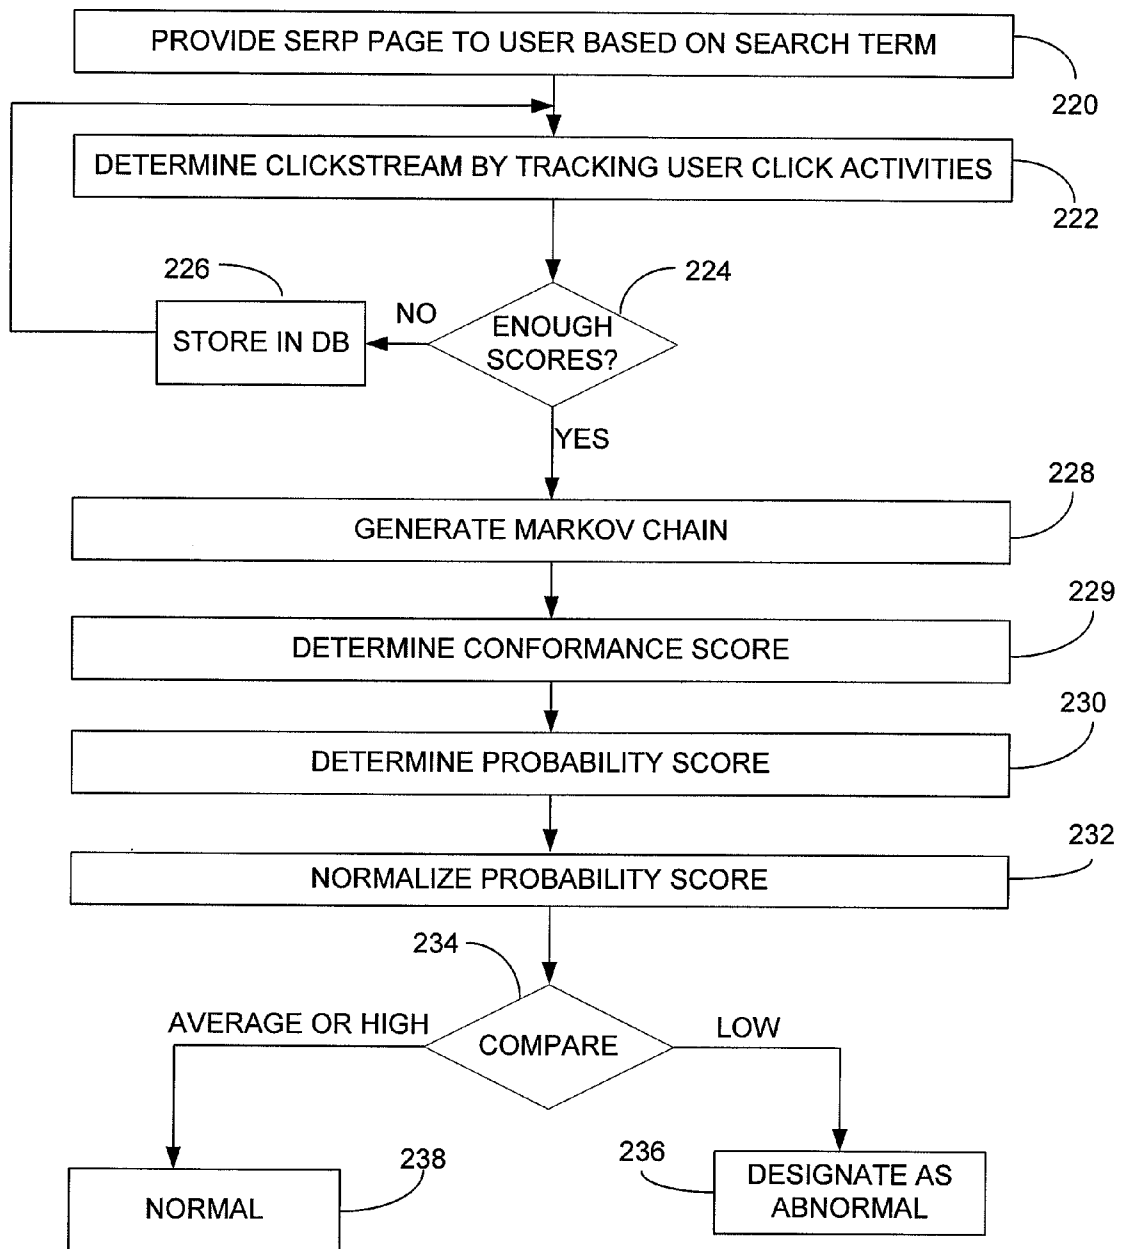 PROVIDE SERP PAGE TO USER BASED ON SEARCH TERM
220
DETERMINE CLICKSTREAM BY TRACKING USER CLICK ACTIVITIES
222
226
224
NO
STORE IN DB
ENOUGH
SCORES?
YES
228
GENERATE MARKOV CHAIN
229
DETERMINE CONFORMANCE SCORE
230
DETERMINE PROBABILITY SCORE
232
NORMALIZE PROBABILITY SCORE
234
AVERAGE OR HIGH
LOW
COMPARE
238
236
NORMAL
DESIGNATE AS
ABNORMAL